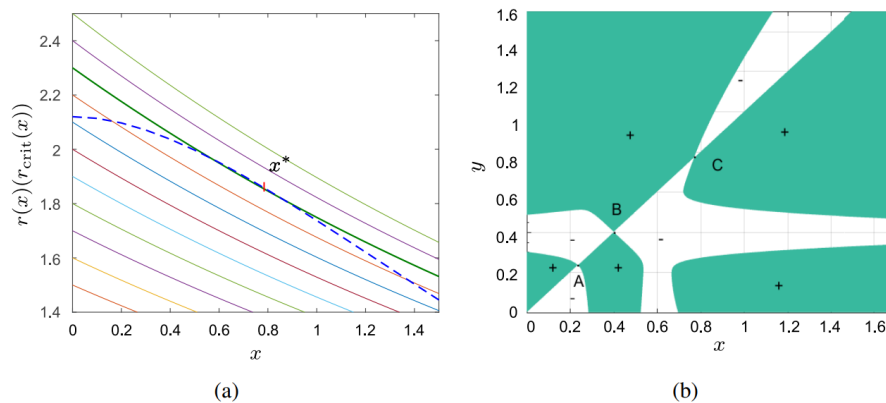 r(x)(r_crit(x))
2.4
2.2
2
1.8
1.6
1.4
x*
0 0.2 0.4 0.6 0.8 1 1.2 1.4
x
(a)
y
1.6
1.4
1.2
1
0.8
0.6
0.4
0.2
0
-
+ +
C
B
- -
+ + +
A
-
0 0.2 0.4 0.6 0.8 1 1.2 1.4 1.6
x
(b)